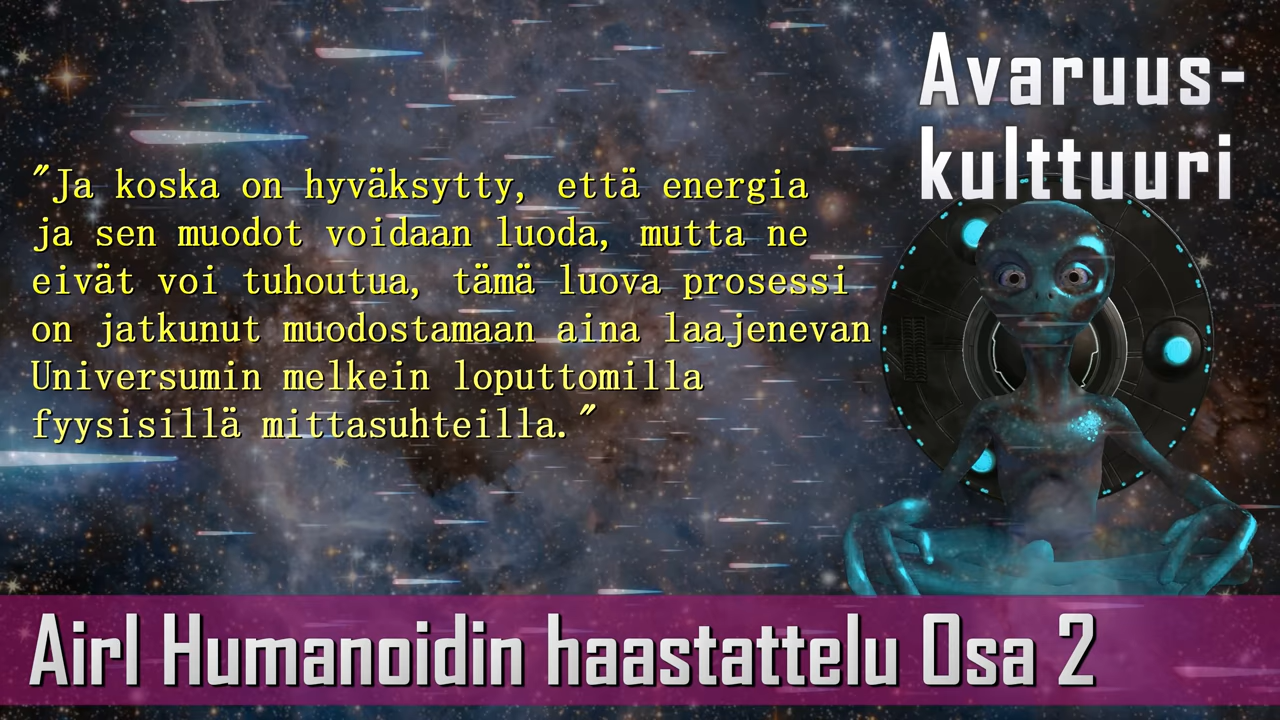 Avaruus-
kulttuuri
"Ja koska on hyväksytty, että energia
ja sen muodot voidaan luoda, mutta ne
eivät voi tuhoutua, tämä luova prosessi
on jatkunut muodostamaan aina laajenevan
Universumin melkein loputtomilla
fyysisillä mittasuhteilla."
Airl Humanoidin haastattelu Osa 2